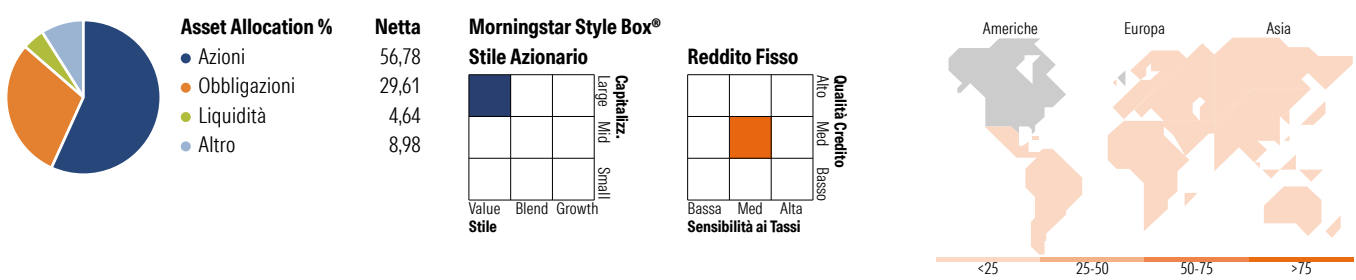 Asset Allocation % Netta
Azioni 56,78
Obbligazioni 29,61
Liquidità 4,64
Altro 8,98
Morningstar Style Box®
Stile Azionario
Large
Mid
Small
Capitalizz.
Value Blend Growth
Stile
Reddito Fisso
Alto
Med
Basso
Qualità Credito
Bassa Med Alta
Sensibilità ai Tassi
Americhe Europa Asia
<25 25-50 50-75 >75